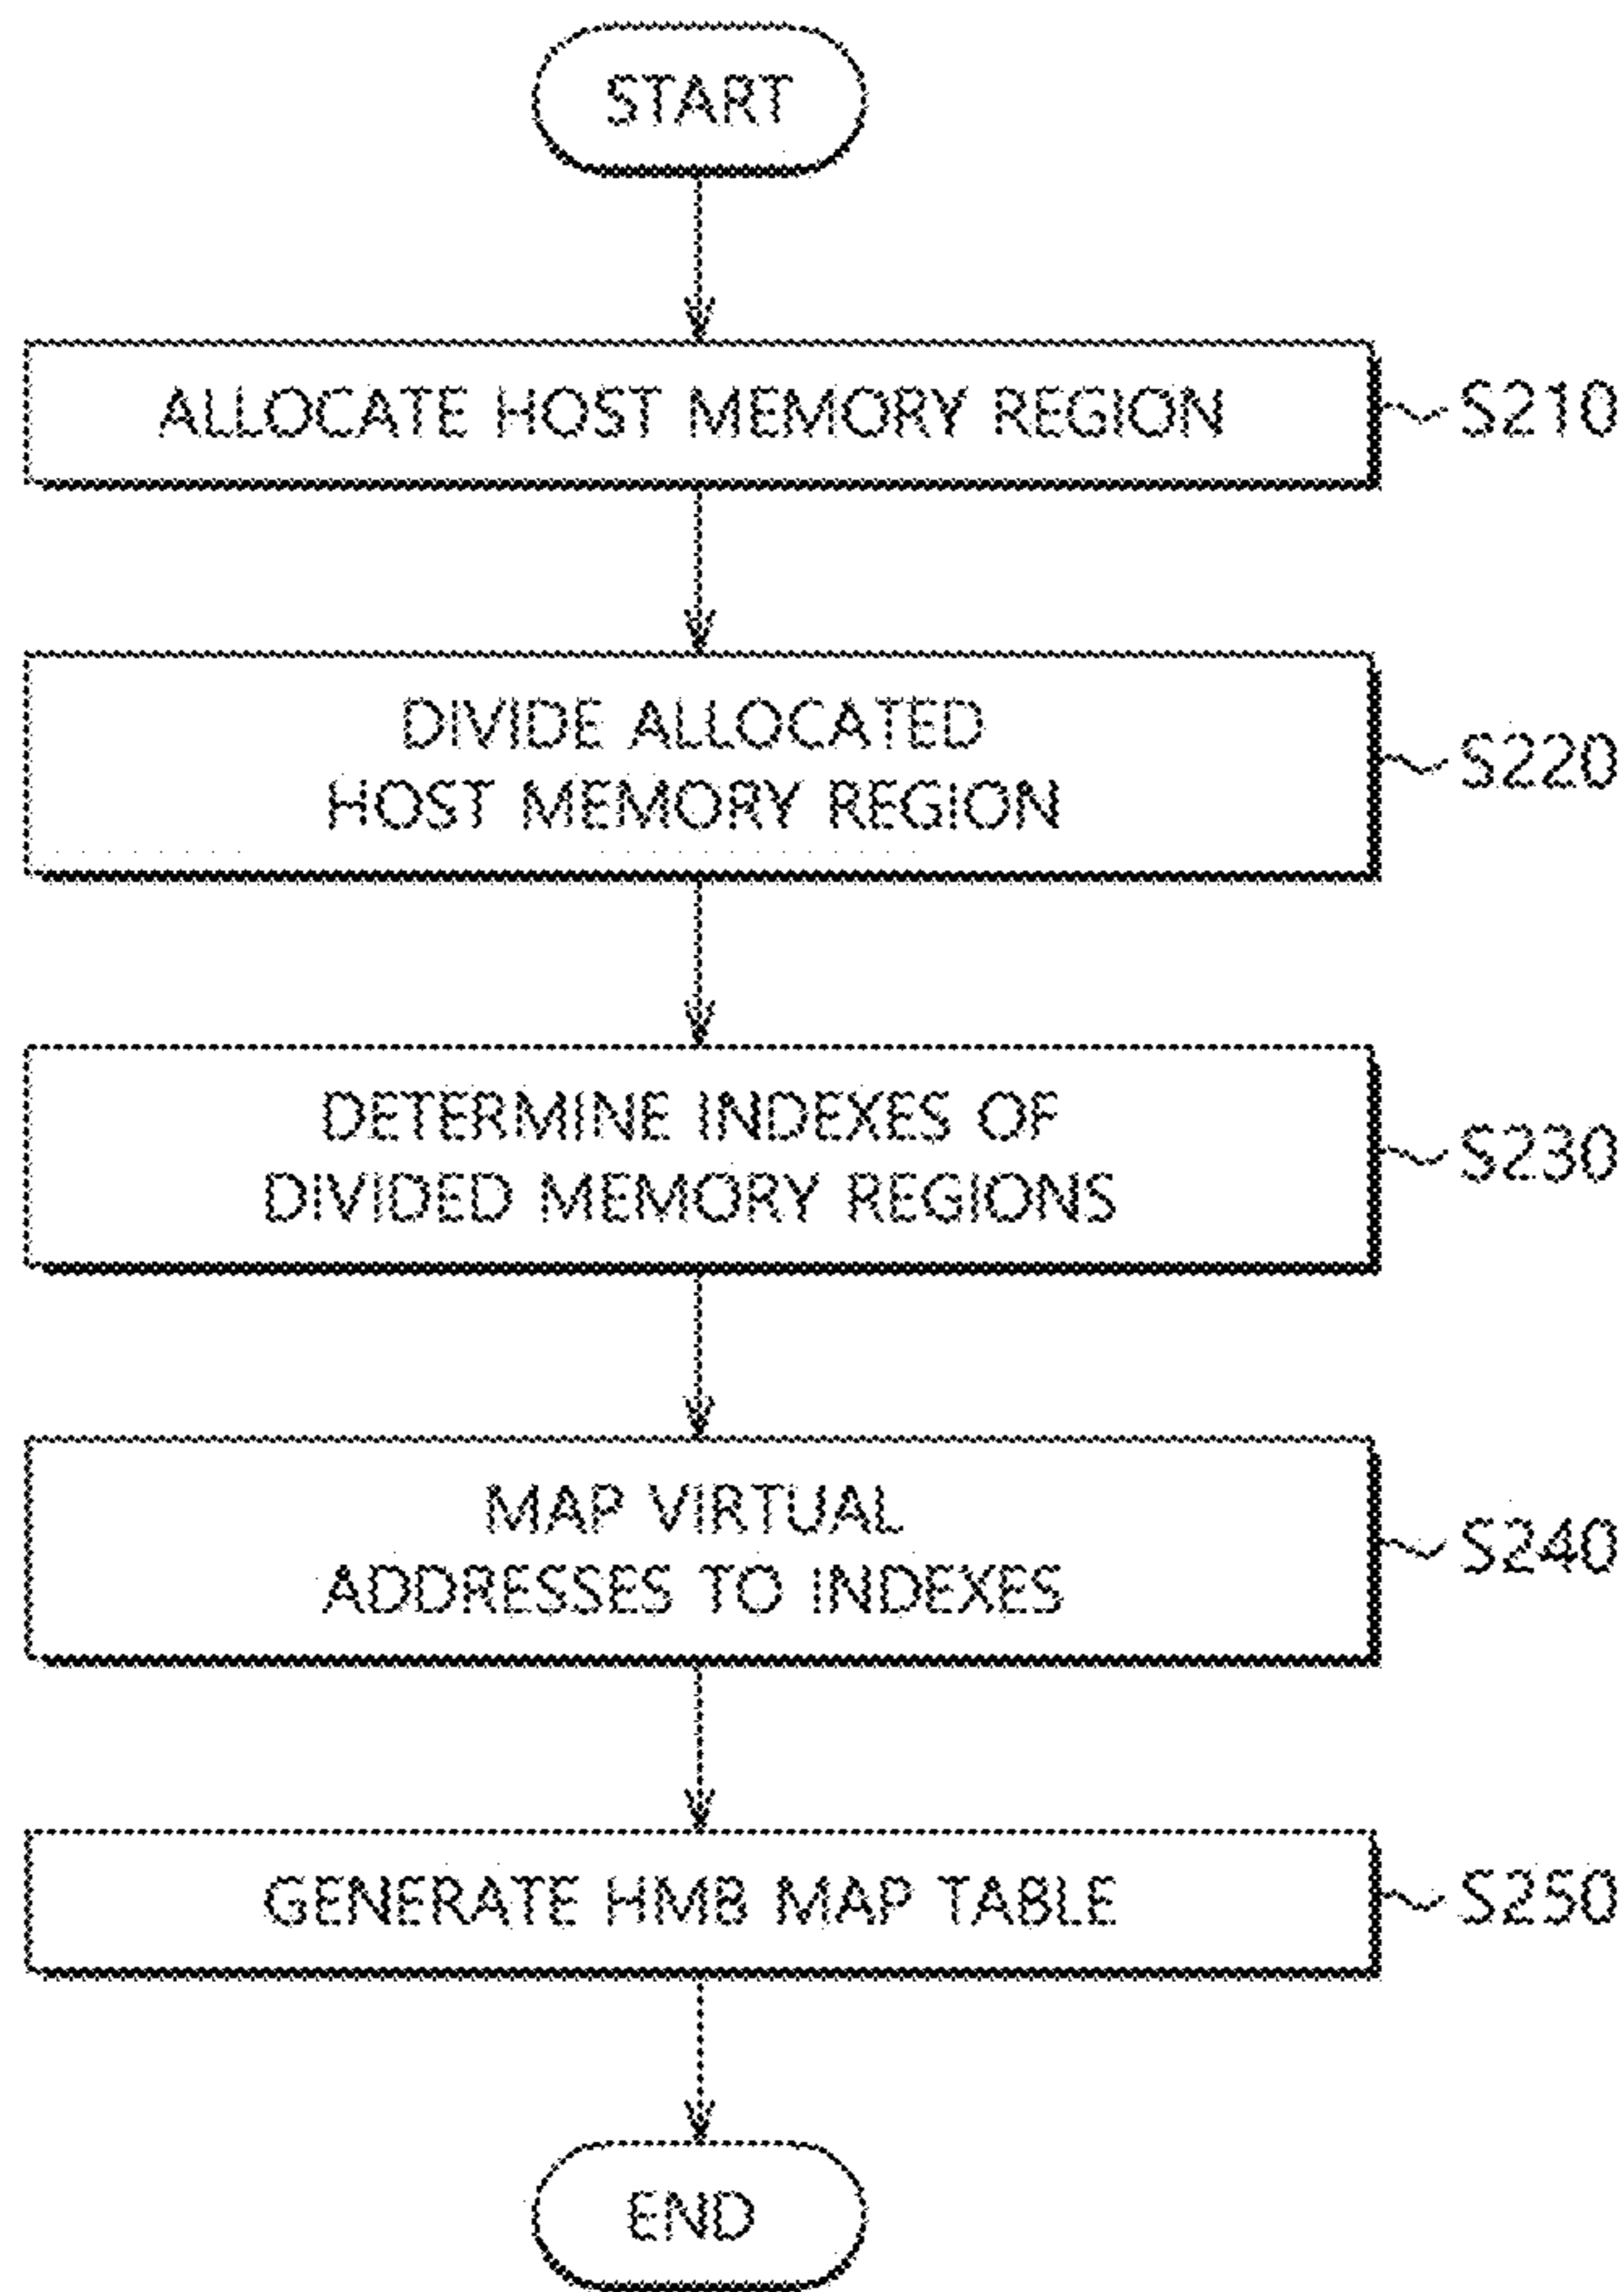 START
ALLOCATE HOST MEMORY REGION
S210
DIVIDE ALLOCATED
HOST MEMORY REGION
S220
DETERMINE INDEXES OF
DIVIDED MEMORY REGIONS
S230
MAP VIRTUAL
ADDRESSES TO INDEXES
S240
GENERATE HMB MAP TABLE
S250
END